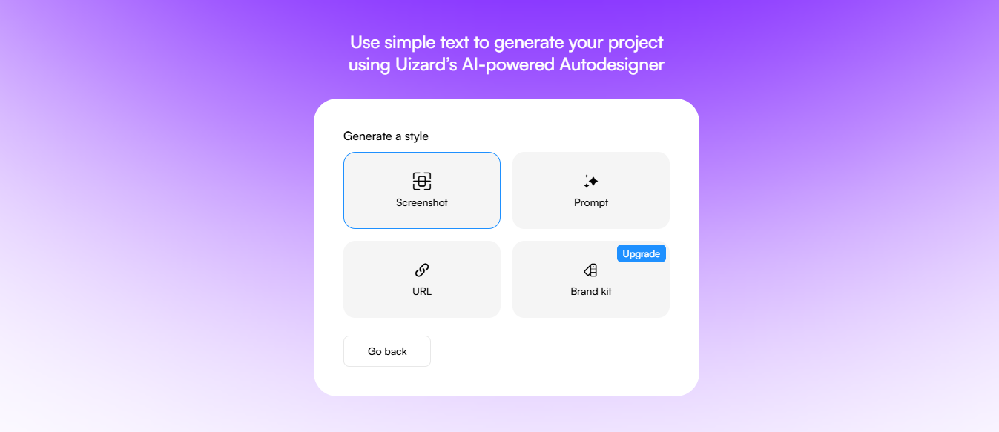 Use simple text to generate your project
using Uizard’s AI-powered Autodesigner
Generate a style
Screenshot
Prompt
URL
Upgrade
Brand kit
Go back